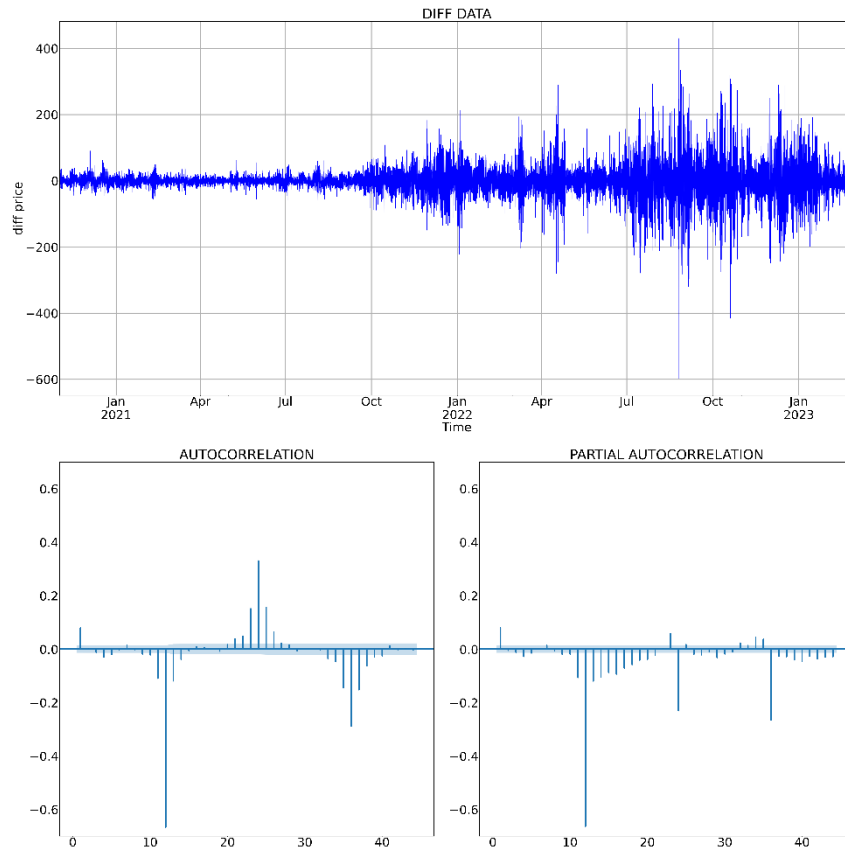 DIFF DATA
400
200
0
−200
−400
−600
diff price
Jan
2021
Apr
Jul
Oct
Jan
2022
Apr
Jul
Oct
Jan
2023
Time
AUTOCORRELATION
0.6
0.4
0.2
0.0
−0.2
−0.4
−0.6
0
10
20
30
40
PARTIAL AUTOCORRELATION
0.6
0.4
0.2
0.0
−0.2
−0.4
−0.6
0
10
20
30
40